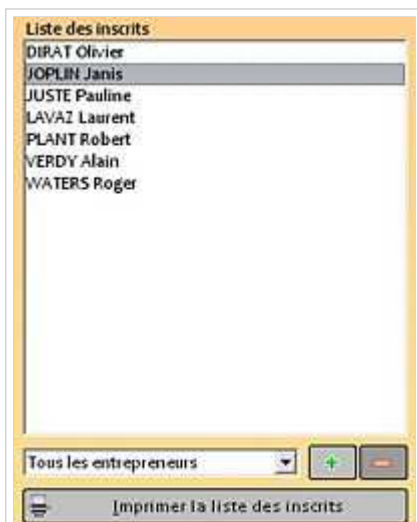 Liste des inscrits
DIRAT Olivier
JOPLIN Janis
JUSTE Pauline
LAVAZ Laurent
PLANT Robert
VERDY Alain
WATERS Roger
Tous les entrepreneurs
Imprimer la liste des inscrits